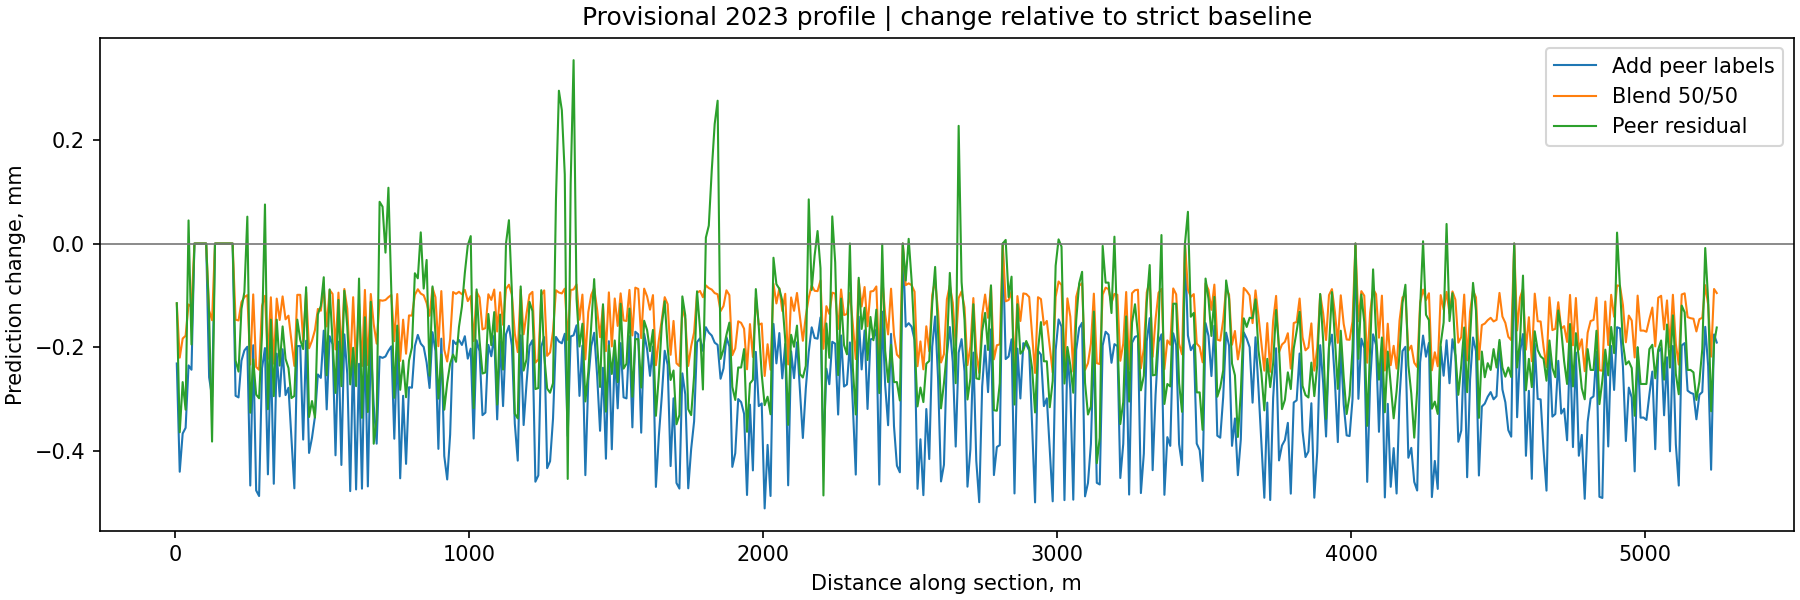 Provisional 2023 profile | change relative to strict baseline
Add peer labels
Blend 50/50
Peer residual
Prediction change, mm
0.2
0.0
−0.2
−0.4
0
1000
2000
3000
4000
5000
Distance along section, m